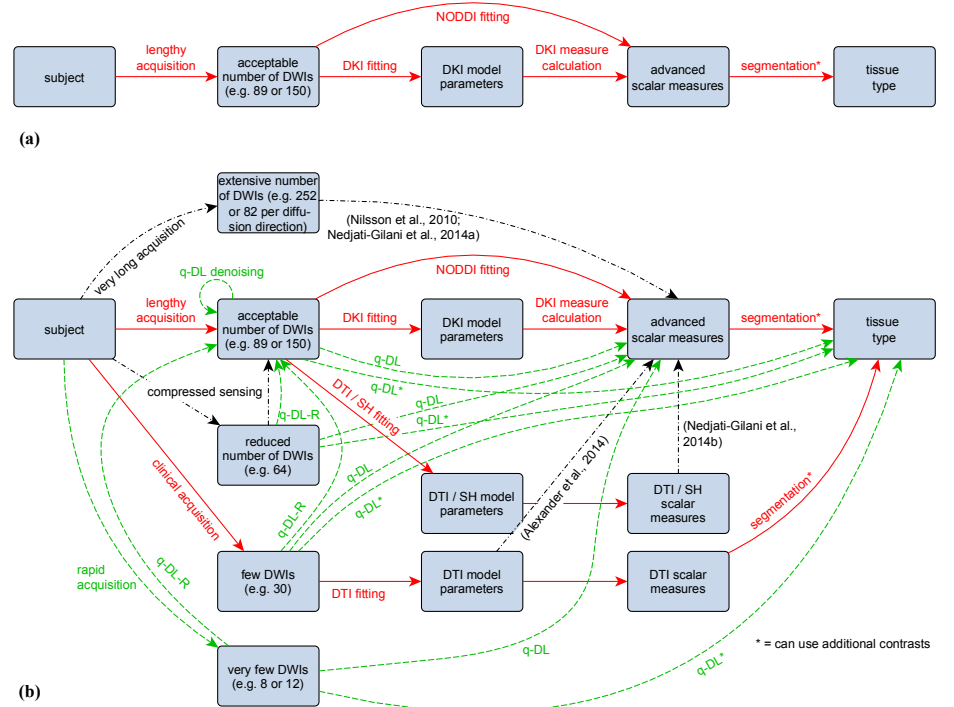 NODDI fitting
subject
lengthy
acquisition
acceptable
number of DWIs
(e.g. 89 or 150)
DKI fitting
DKI model
parameters
DKI measure
calculation
advanced
scalar measures
segmentation*
tissue
type
(a)
extensive number
of DWIs (e.g. 252
or 82 per diffu-
sion direction)
very long acquisition
(Nilsson et al., 2010;
Nedjati-Gilani et al., 2014a)
q-DL denoising
NODDI fitting
subject
lengthy
acquisition
acceptable
number of DWIs
(e.g. 89 or 150)
DKI fitting
DKI model
parameters
DKI measure
calculation
advanced
scalar measures
segmentation*
tissue
type
q-DL
q-DL*
compressed sensing
q-DL-R
DTI / SH fitting
q-DL
q-DL*
reduced
number of DWIs
(e.g. 64)
(Nedjati-Gilani et al.,
2014b)
clinical acquisition
q-DL
q-DL*
q-DL-R
DTI / SH model
parameters
(Alexander et al., 2014)
DTI / SH
scalar
measures
segmentation*
rapid
acquisition
q-DL-R
few DWIs
(e.g. 30)
DTI fitting
DTI model
parameters
DTI scalar
measures
q-DL
q-DL*
* = can use additional contrasts
very few DWIs
(e.g. 8 or 12)
(b)